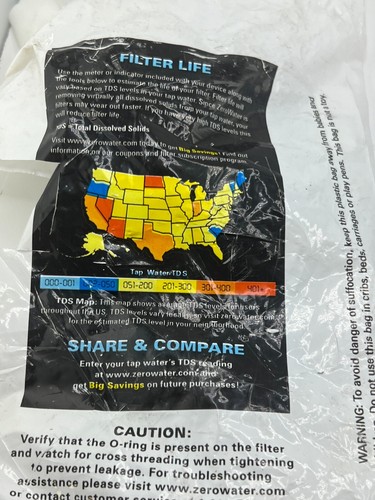 FILTER LIFE
Use the meter or indicator included with your device along with
the tools below to estimate the life of your filter. Filter life will
vary based on TDS levels in your tap water. Since ZeroWater is
removing virtually all dissolved solids from your tap water, your
filters may wear out faster. If you have very high TDS levels this
will reduce filter life.
= Total Dissolved Solids
Visit www.zerowater.com today to get Big Savings! Find out
information on our coupons and filter subscription program.
Tap Water TDS
000-001 002-050 051-200 201-300 301-400 401+
TDS Map: This map shows average TDS levels for users
throughout the US. TDS levels vary locally so visit zerowater.com
for the estimated TDS level in your neighborhood.
SHARE & COMPARE
Enter your tap water's TDS reading
at www.zerowater.com and
get Big Savings on future purchases!
CAUTION:
Verify that the O-ring is present on the filter
and watch for cross threading when tightening
to prevent leakage. For troubleshooting
assistance please visit www.zerowater.com
or contact customer
WARNING: To avoid danger of suffocation, keep this plastic bag away from babies and
Do not use this bag in cribs, beds, carriages or play pens. This bag is not a toy.